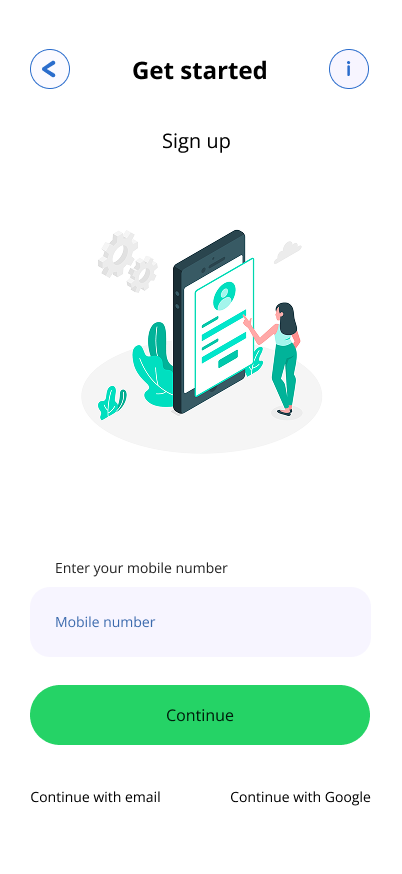 Get started
i
Sign up
Enter your mobile number
Mobile number
Continue
Continue with email
Continue with Google